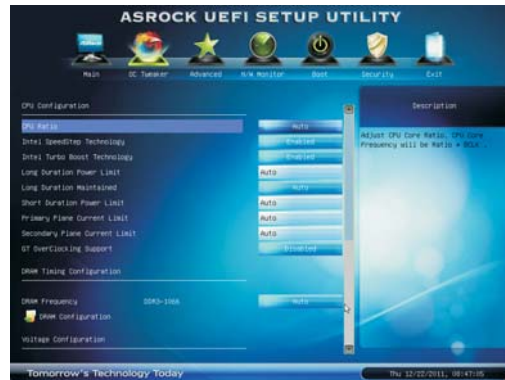 ASROCK UEFI SETUP UTILITY
Main OC Tweaker Advanced H/W Monitor Boot Security Exit
CPU Configuration
Description
CPU Ratio Auto
Adjust CPU Core Ratio. CPU Core
Frequency will be Ratio * BCLK .
Intel SpeedStep Technology Enabled
Intel Turbo Boost Technology Enabled
Long Duration Power Limit Auto
Long Duration Maintained Auto
Short Duration Power Limit Auto
Primary Plane Current Limit Auto
Secondary Plane Current Limit Auto
GT OverClocking Support Disabled
DRAM Timing Configuration
DRAM Frequency DDR3-1066 Auto
DRAM Configuration
Voltage Configuration
Tomorrow's Technology Today
Thu 12/22/2011, 08:47:05